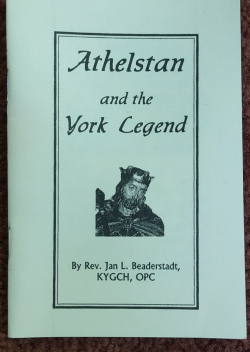 Athelstan
and the
York Legend
By Rev. Jan L. Beaderstadt,
KYGCH, OPC